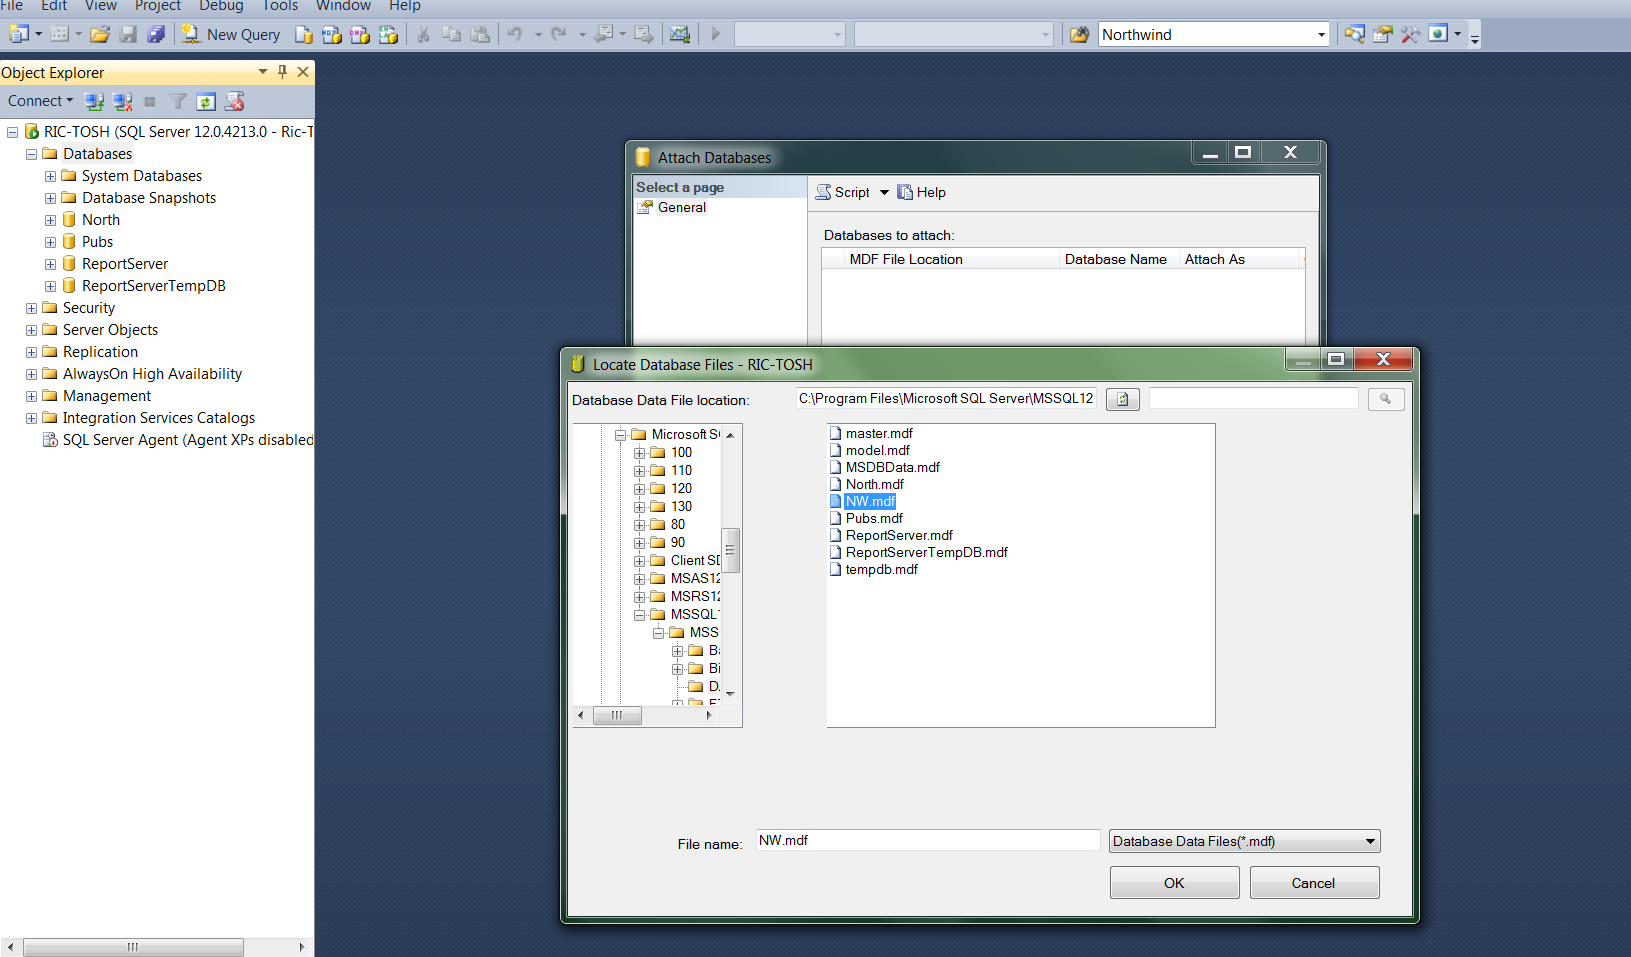 File Edit View Project Debug Tools Window Help
New Query
Northwind
Object Explorer
Connect
RIC-TOSH (SQL Server 12.0.4213.0 - Ric-T
Databases
System Databases
Database Snapshots
North
Pubs
ReportServer
ReportServerTempDB
Security
Server Objects
Replication
AlwaysOn High Availability
Management
Integration Services Catalogs
SQL Server Agent (Agent XPs disabled
Attach Databases
Select a page
General
Script Help
Databases to attach:
MDF File Location Database Name Attach As
Locate Database Files - RIC-TOSH
Database Data File location:
C:\Program Files\Microsoft SQL Server\MSSQL12
Microsoft S
100
110
120
130
80
90
Client SD
MSAS12
MSRS12
MSSQL1
MSS
Ba
Bi
D
master.mdf
model.mdf
MSDBData.mdf
North.mdf
NW.mdf
Pubs.mdf
ReportServer.mdf
ReportServerTempDB.mdf
tempdb.mdf
File name:
NW.mdf
Database Data Files(*.mdf)
OK
Cancel